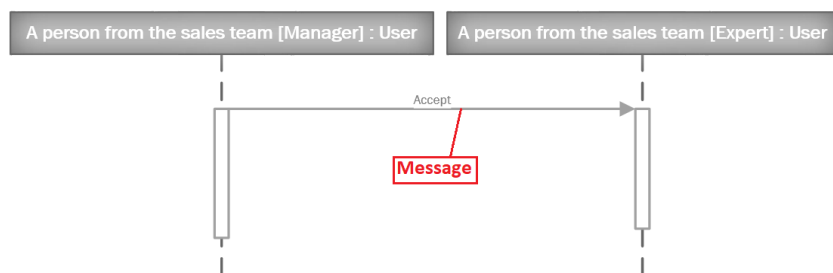 A person from the sales team [Manager] : User
A person from the sales team [Expert] : User
Accept
Message